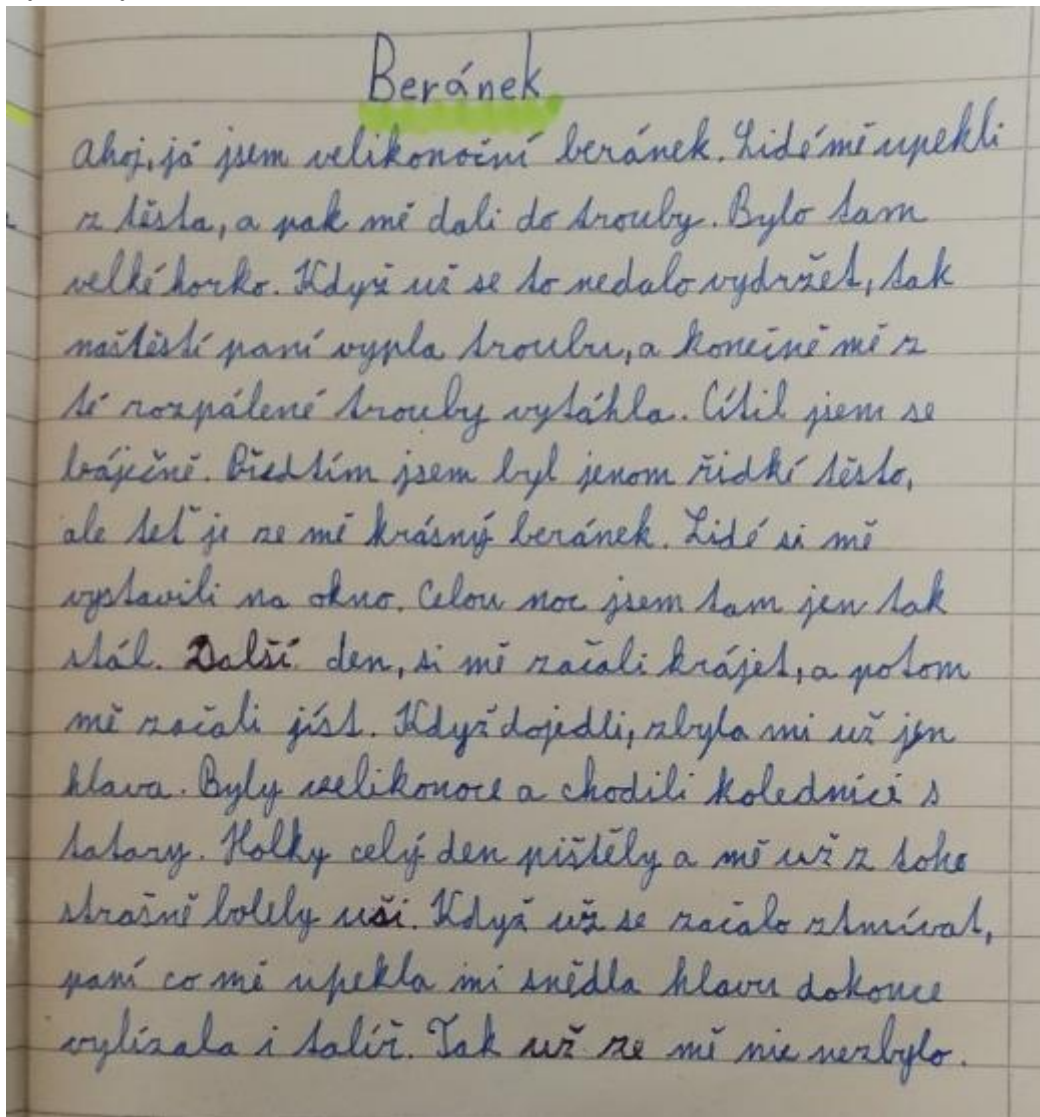 Beránek
Ahoj, já jsem velikonoční beránek. Lidé mě upekli
z těsta, a pak mě dali do trouby. Bylo tam
velké horko. Když už se to nedalo vydržet, tak
naštěstí paní vypla troubu, a konečně mě z
té rozpálené trouby vytáhla. Cítil jsem se
báječně. Předtím jsem byl jenom řidké těsto,
ale teť je ze mě krásný beránek. Lidé si mě
vystavili na okno. Celou noc jsem tam jen tak
stál. Další den, si mě začali krájet, a potom
mě začali jíst. Když dojedli, zbyla mi už jen
hlava. Byly velikonoce a chodili koledníci s
tatary. Holky celý den pištěly a mě už z toho
strašně bolely uši. Když už se začalo ztmívat,
paní co mě upekla mi snědla hlavu dokonce
vylízala i talíř. Tak už ze mě nic nezbylo.